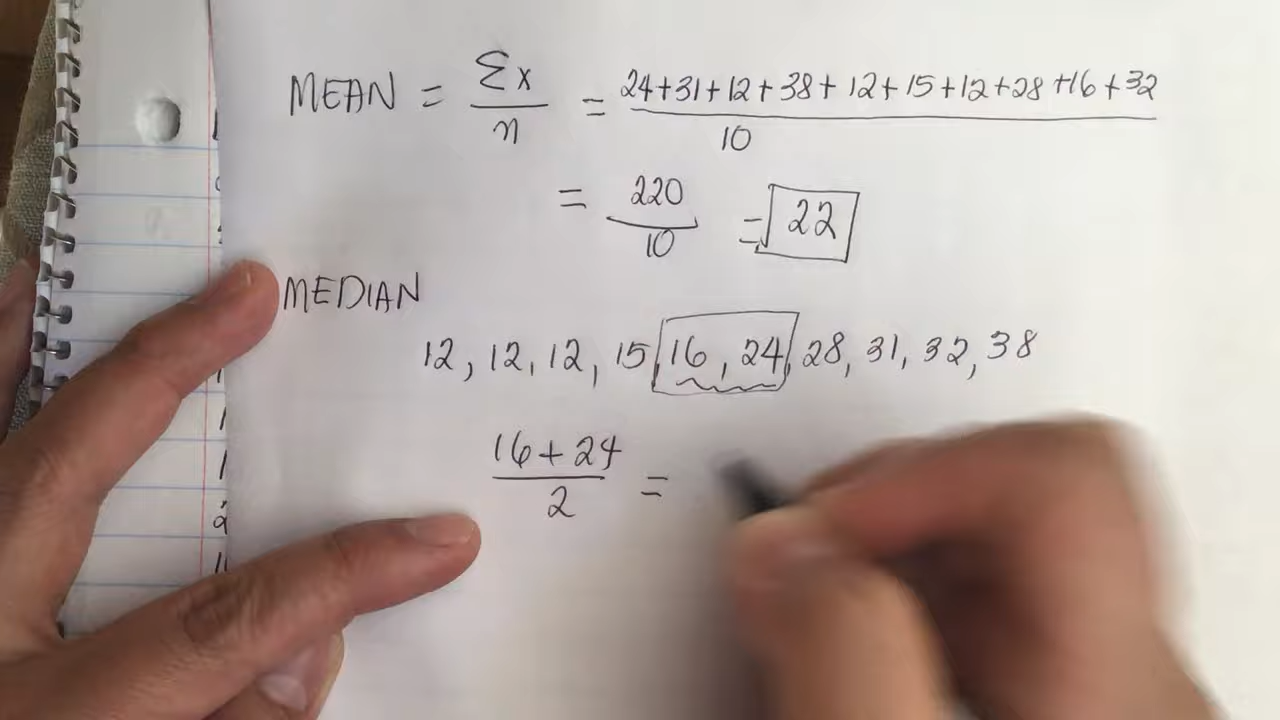 MEAN = Σx/n = 24+31+12+38+12+15+12+28+16+32/10
= 220/10 = 22
MEDIAN
12, 12, 12, 15, 16, 24, 28, 31, 32, 38
16+24/2 =